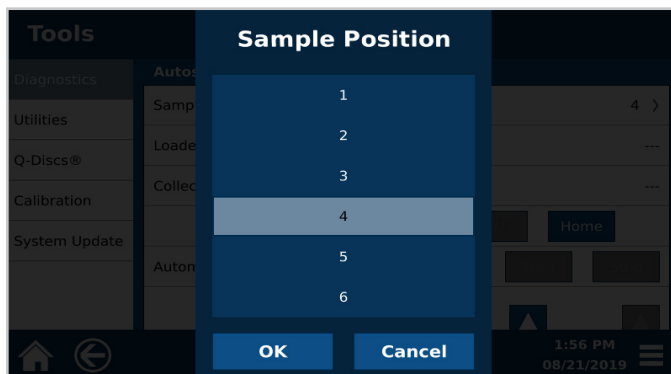 Tools
Sample Position
Diagnostics
Autos
1
Samp
4
Utilities
2
Loade
---
Q-Discs®
3
Collec
---
Calibration
4
Home
System Update
5
Autom
6
OK
Cancel
1:56 PM
08/21/2019